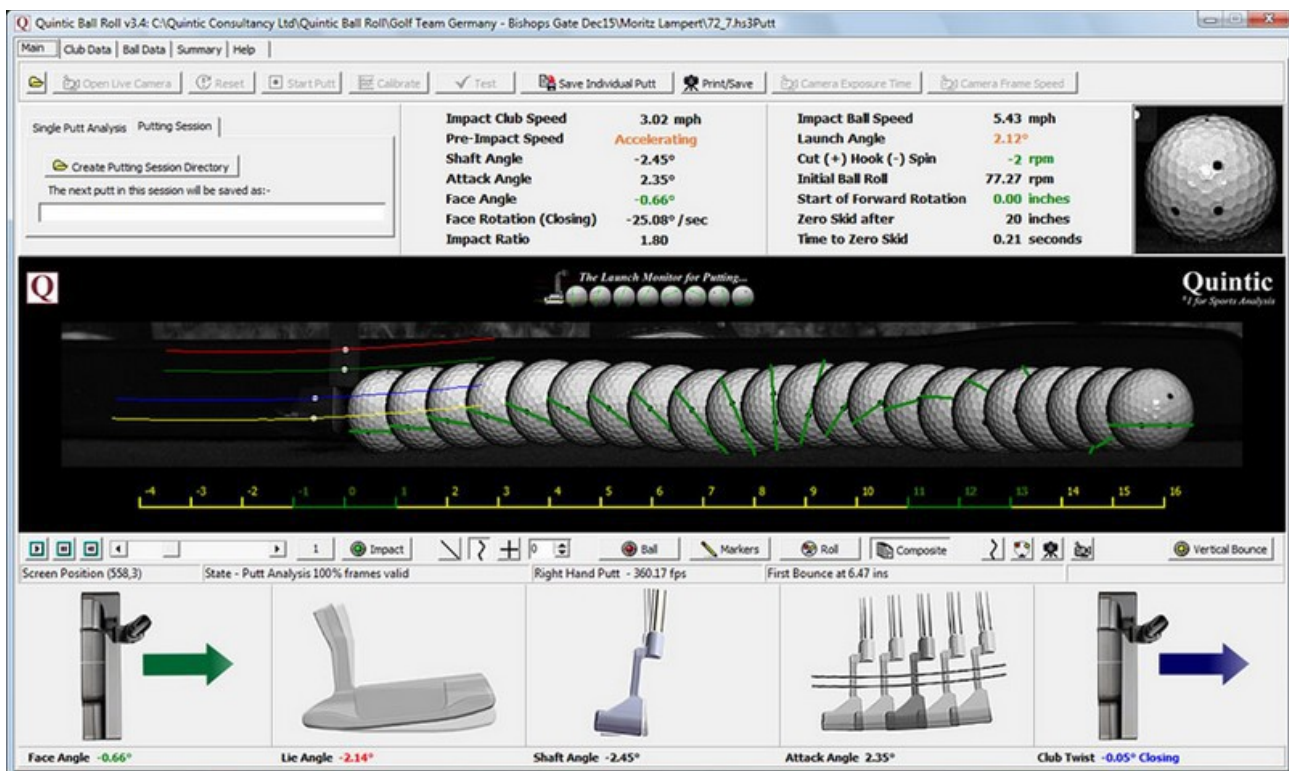 Quintic Ball Roll v3.4: C:\Quintic Consultancy Ltd\Quintic Ball Roll\Golf Team Germany - Bishops Gate Dec15\Moritz Lampert\72_7.hs3Putt
Main Club Data Ball Data Summary Help
Open Live Camera Reset Start Putt Calibrate Test Save Individual Putt Print/Save Camera Exposure Time Camera Frame Speed
Single Putt Analysis Putting Session
Create Putting Session Directory
The next putt in this session will be saved as:-
Impact Club Speed 3.02 mph
Pre-Impact Speed Accelerating
Shaft Angle -2.45°
Attack Angle 2.35°
Face Angle -0.66°
Face Rotation (Closing) -25.08° / sec
Impact Ratio 1.80
Impact Ball Speed 5.43 mph
Launch Angle 2.12°
Cut (+) Hook (-) Spin -2 rpm
Initial Ball Roll 77.27 rpm
Start of Forward Rotation 0.00 inches
Zero Skid after 20 inches
Time to Zero Skid 0.21 seconds
Q
The Launch Monitor for Putting...
Quintic
#1 for Sports Analysis
-4 -3 -2 -1 0 1 2 3 4 5 6 7 8 9 10 11 12 13 14 15 16
1 Impact 0 Ball Markers Roll Composite Vertical Bounce
Screen Position (558,3) State - Putt Analysis 100% frames valid Right Hand Putt - 360.17 fps First Bounce at 6.47 ins
Face Angle -0.66° Lie Angle -2.14° Shaft Angle -2.45° Attack Angle 2.35° Club Twist -0.05° Closing